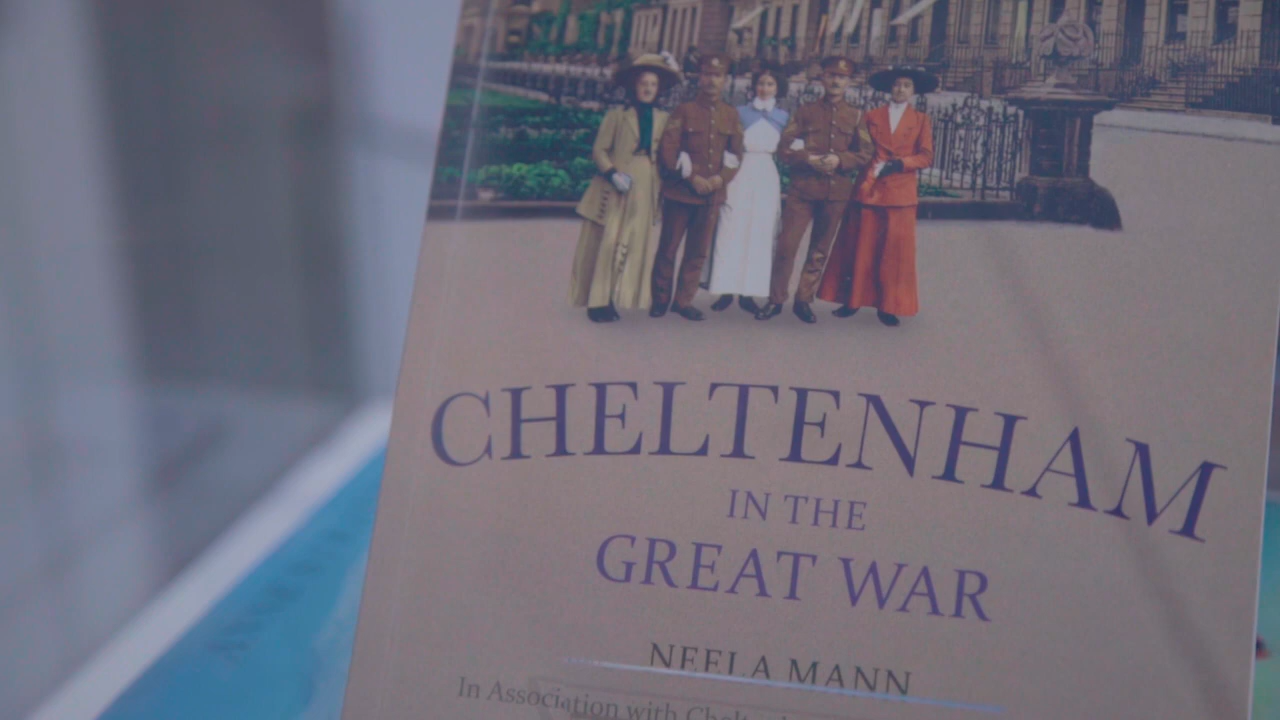 CHELTENHAM
IN THE
GREAT WAR
NEELA MANN
In Association with